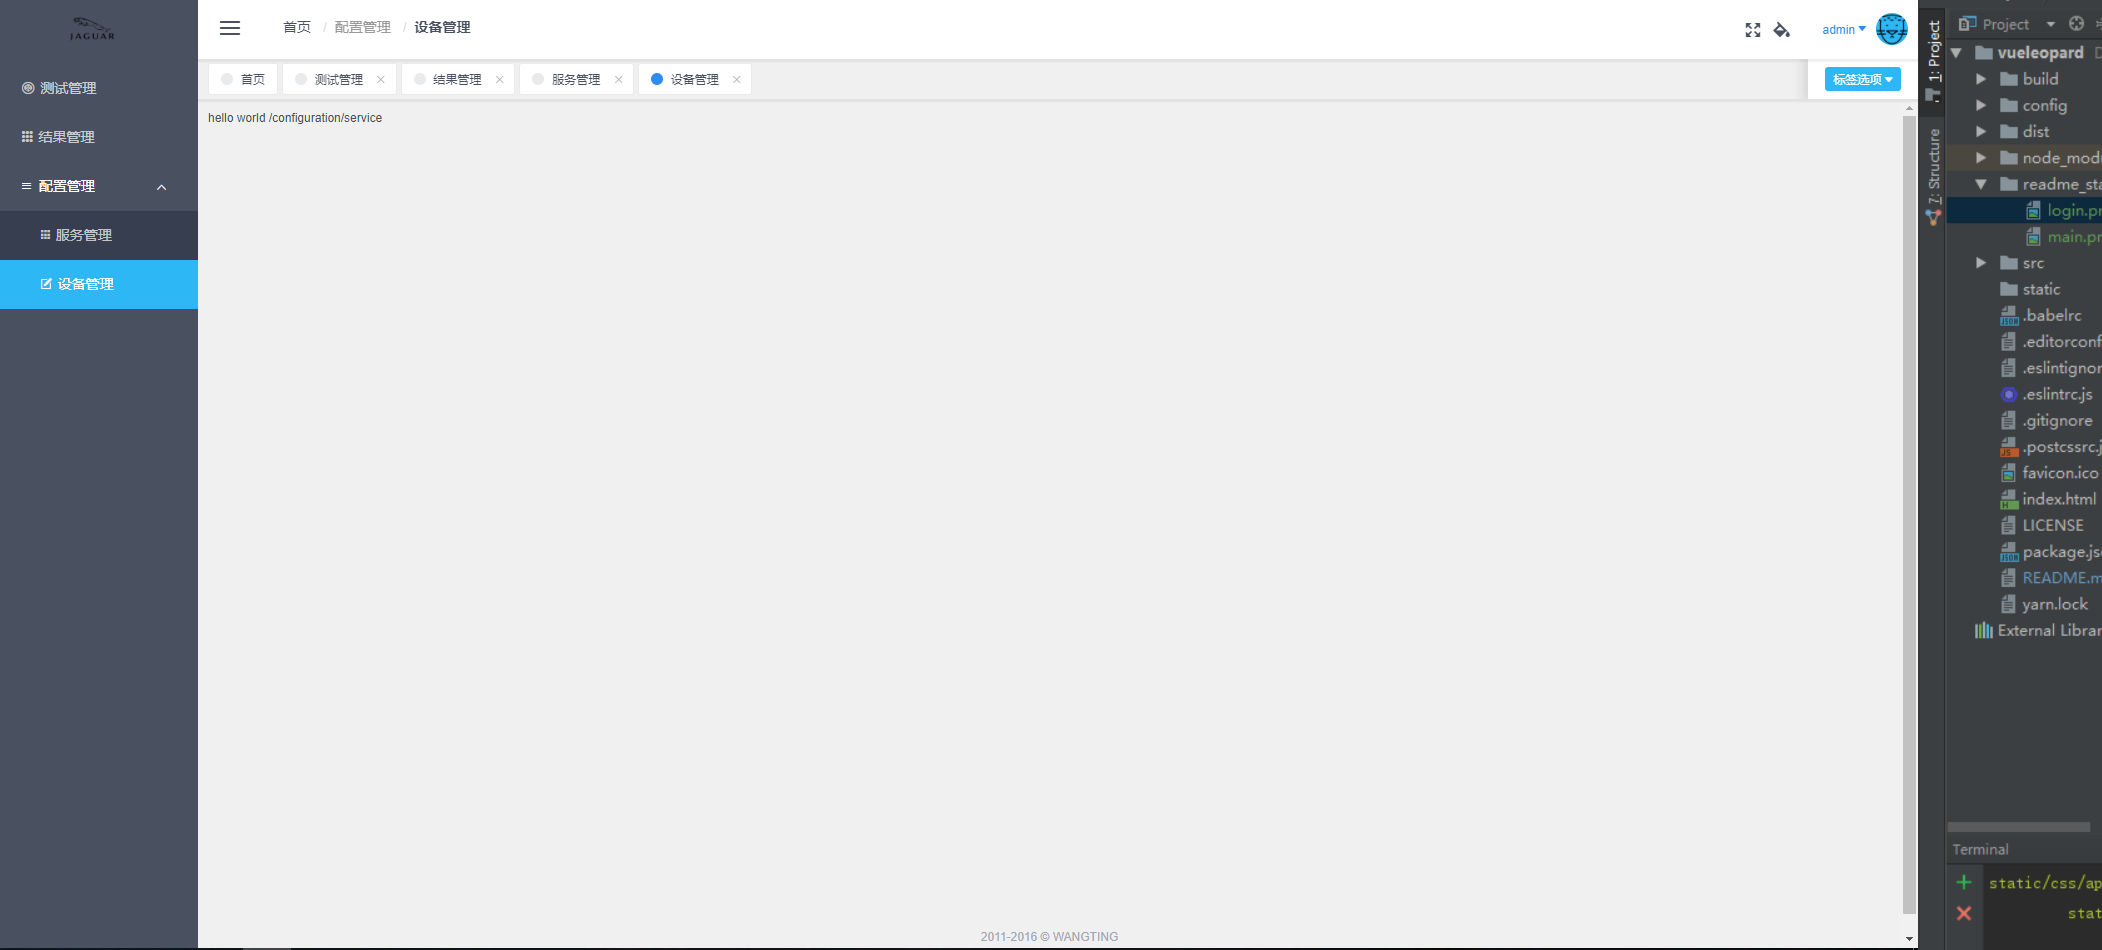 JAGUAR
测试管理
结果管理
配置管理
服务管理
设备管理
首页 / 配置管理 / 设备管理
admin
首页 测试管理 结果管理 服务管理 设备管理
标签选项
hello world /configuration/service
2011-2016 © WANGTING
1: Project
7: Structure
Project
vueleopard
build
config
dist
node_mod
readme_sta
login.pr
main.pr
src
static
.babelrc
.editorconf
.eslintignor
.eslintrc.js
.gitignore
.postcssrc.j
favicon.ico
index.html
LICENSE
package.js
README.m
yarn.lock
External Librar
Terminal
static/css/ap
stat